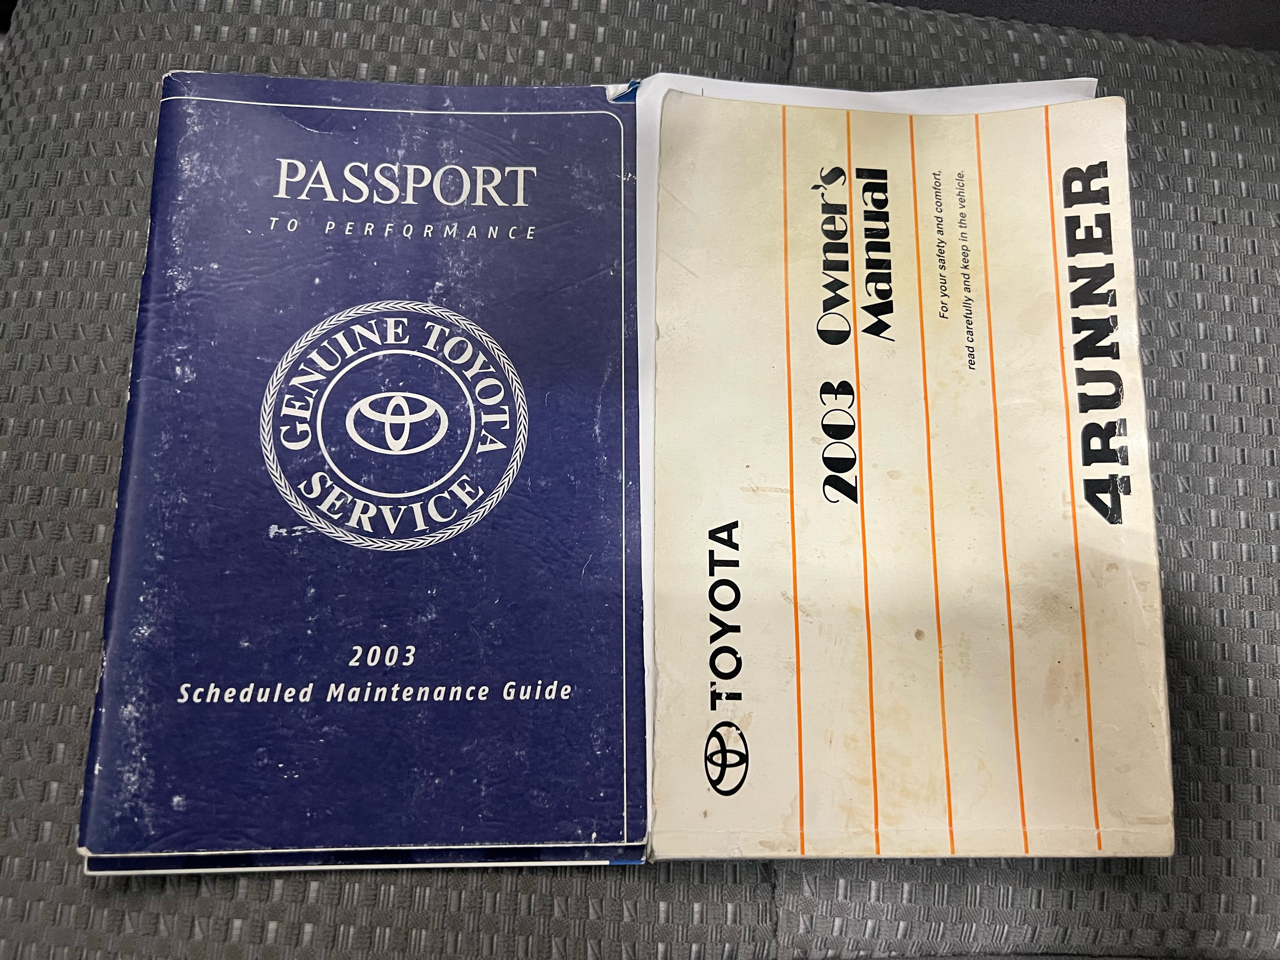 PASSPORT
TO PERFORMANCE
GENUINE TOYOTA
SERVICE
2003
Scheduled Maintenance Guide
TOYOTA
2003 Owner's
Manual
For your safety and comfort,
read carefully and keep in the vehicle.
4RUNNER